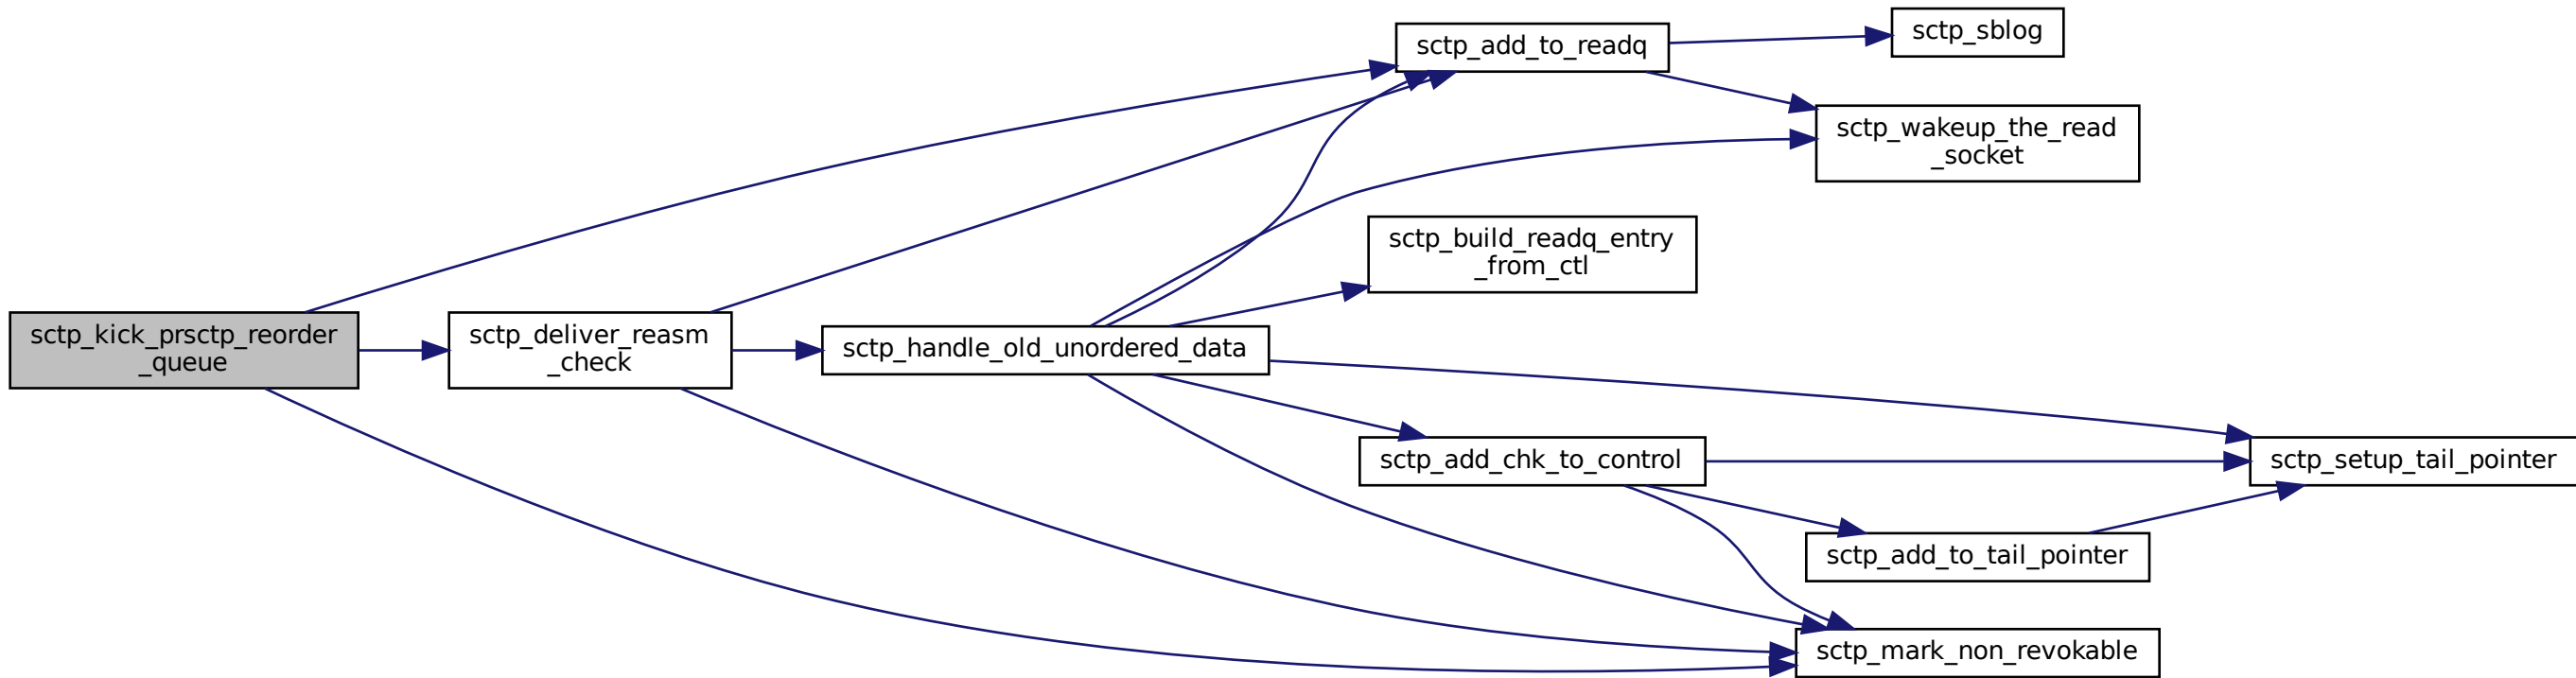 sctp_kick_prsctp_reorder
_queue
sctp_deliver_reasm
_check
sctp_handle_old_unordered_data
sctp_add_to_readq
sctp_sblog
sctp_wakeup_the_read
_socket
sctp_build_readq_entry
_from_ctl
sctp_add_chk_to_control
sctp_setup_tail_pointer
sctp_add_to_tail_pointer
sctp_mark_non_revokable